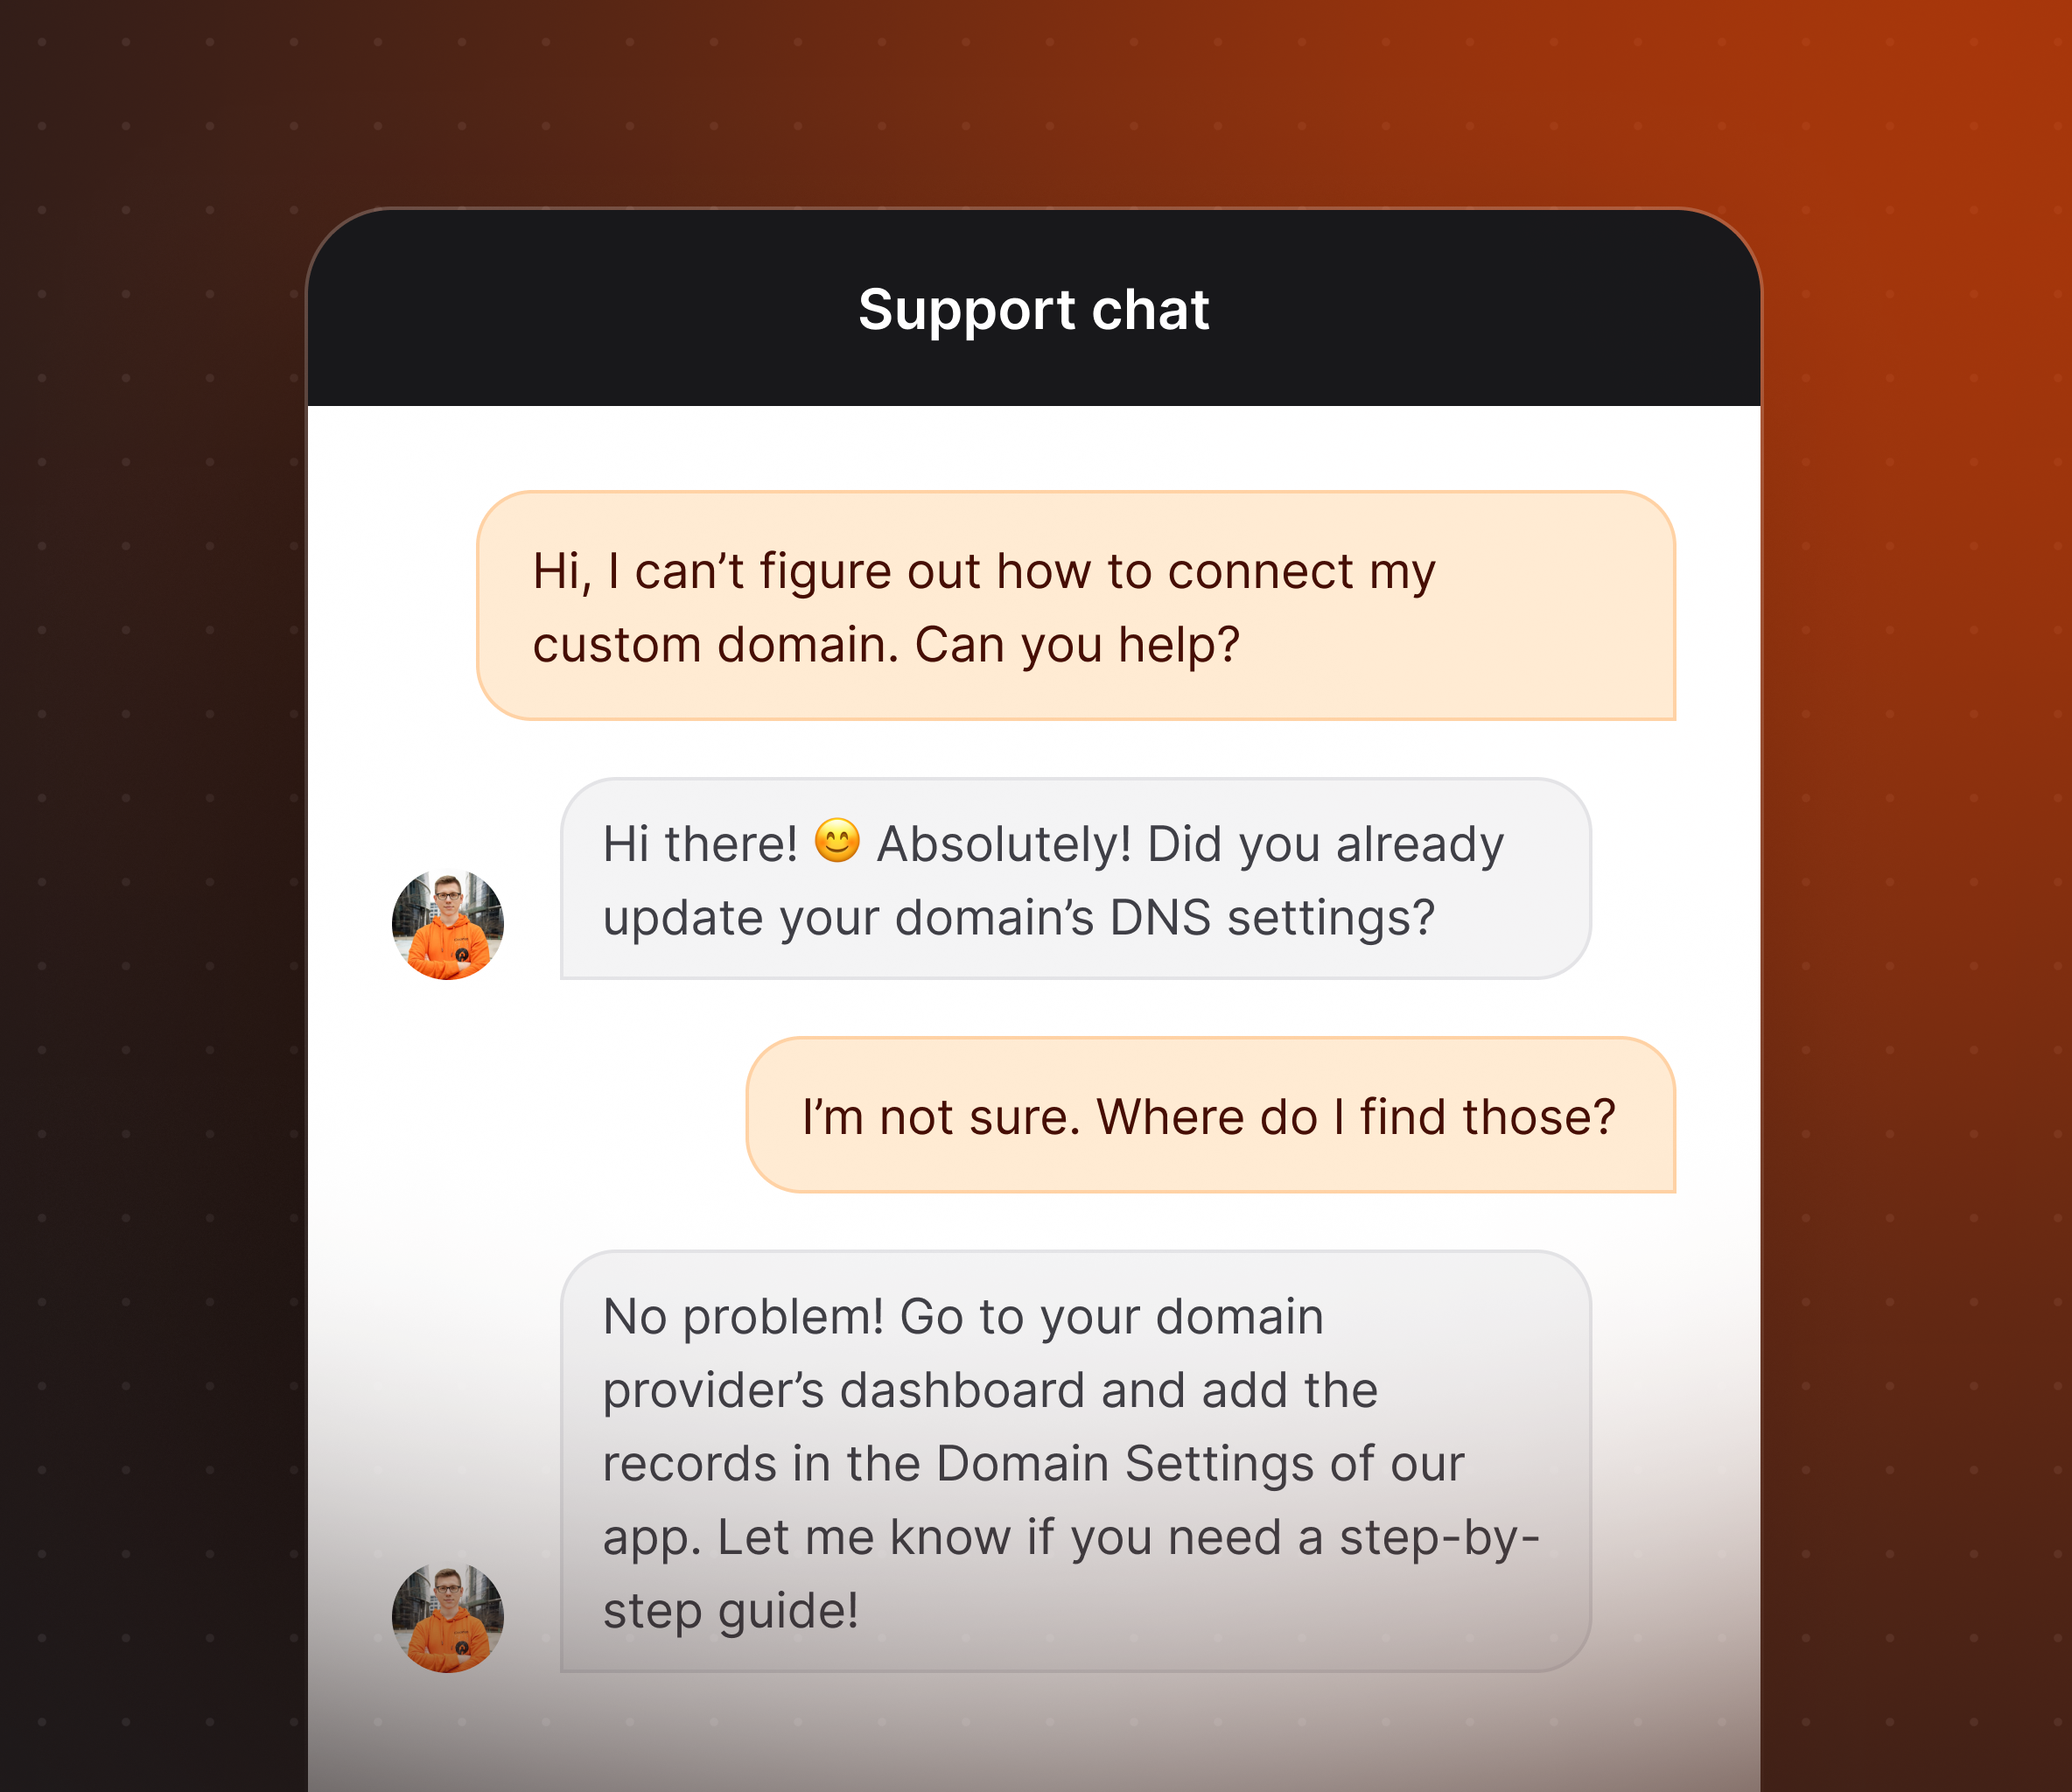 Support chat
Hi, I can’t figure out how to connect my
custom domain. Can you help?
Hi there! 😊 Absolutely! Did you already
update your domain’s DNS settings?
I’m not sure. Where do I find those?
No problem! Go to your domain
provider’s dashboard and add the
records in the Domain Settings of our
app. Let me know if you need a step-by-
step guide!